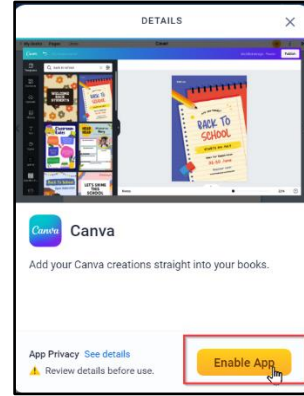 DETAILS
Canva
BACK TO
SCHOOL
Canva
Canva
Add your Canva creations straight into your books.
App Privacy See details
Review details before use.
Enable App